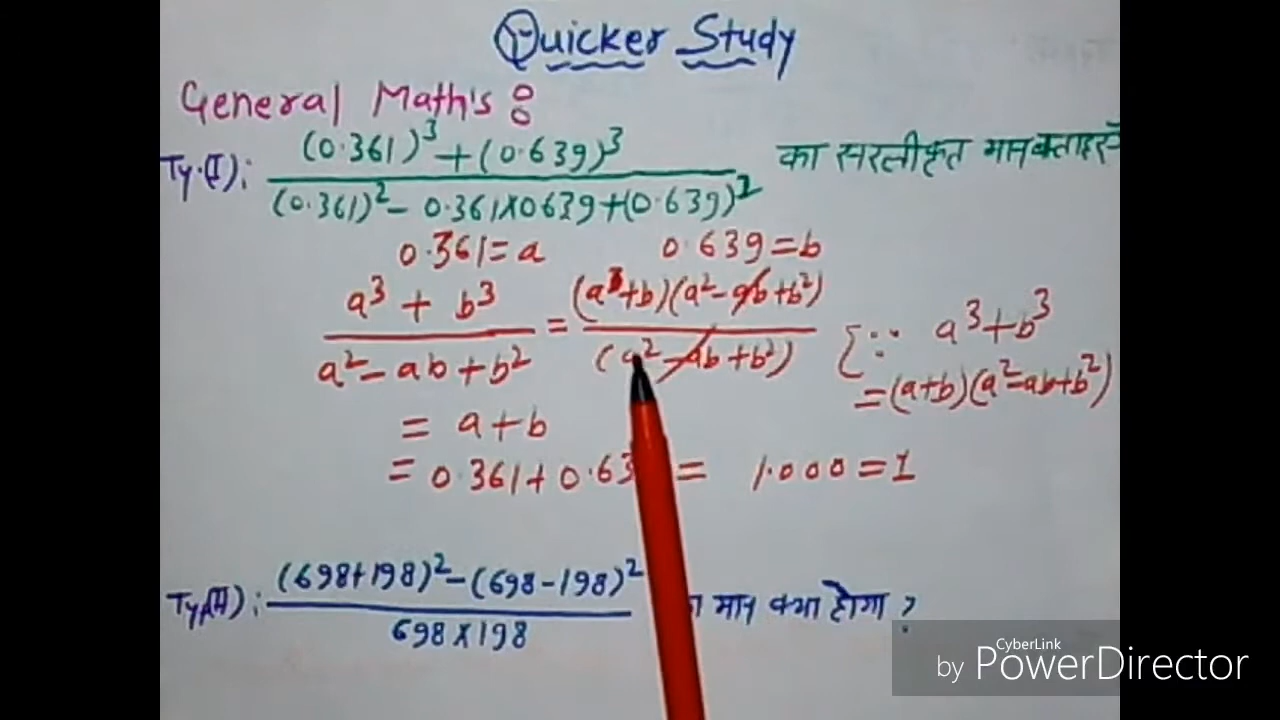 Quicker Study
General Math's :
Ty.(I): (0.361)³+(0.639)³ / (0.361)²- 0.361×0639+(0.639)² का सरलीकृत मान
0.361=a 0.639=b
a³ + b³ / a²- ab+b² = (a³+b)(a²-ab+b²) / (a²-ab+b²) {∵ a³+b³
=(a+b)(a²-ab+b²)
= a+b
= 0.361+0.63 = 1.000=1
Ty.(II): (698+198)²-(698-198)² / 698×198 मान क्या होगा ?
CyberLink
by PowerDirector